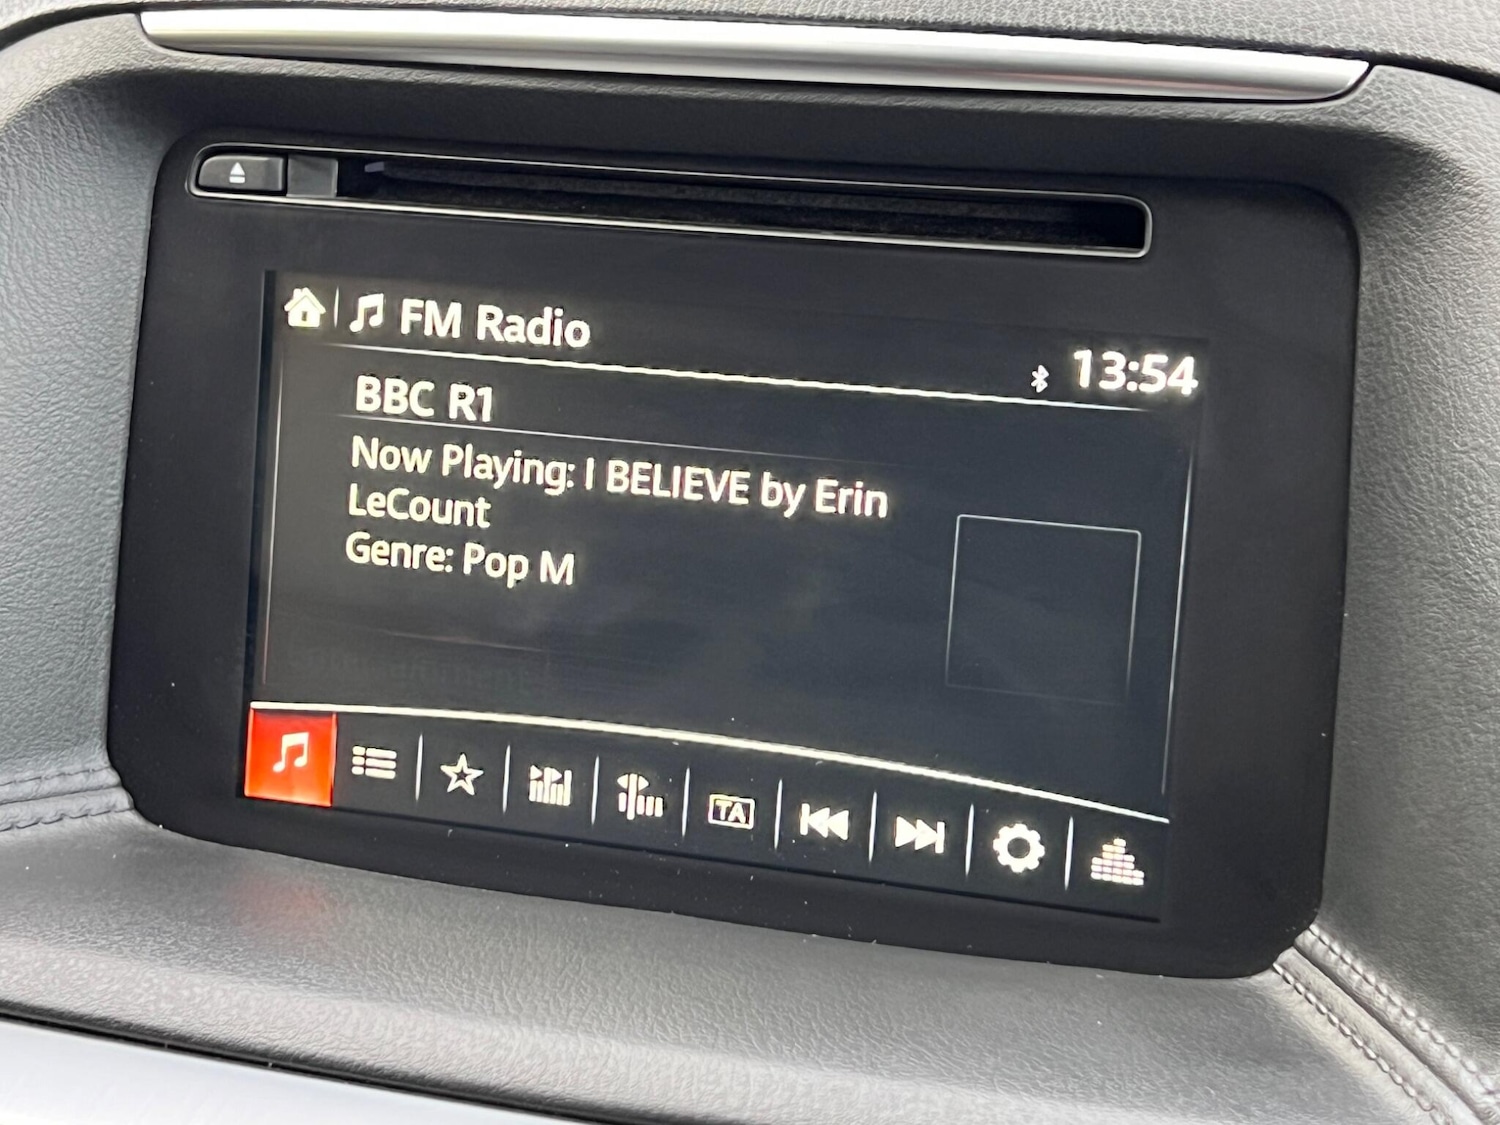 FM Radio
13:54
BBC R1
Now Playing: I BELIEVE by Erin
LeCount
Genre: Pop M
TA